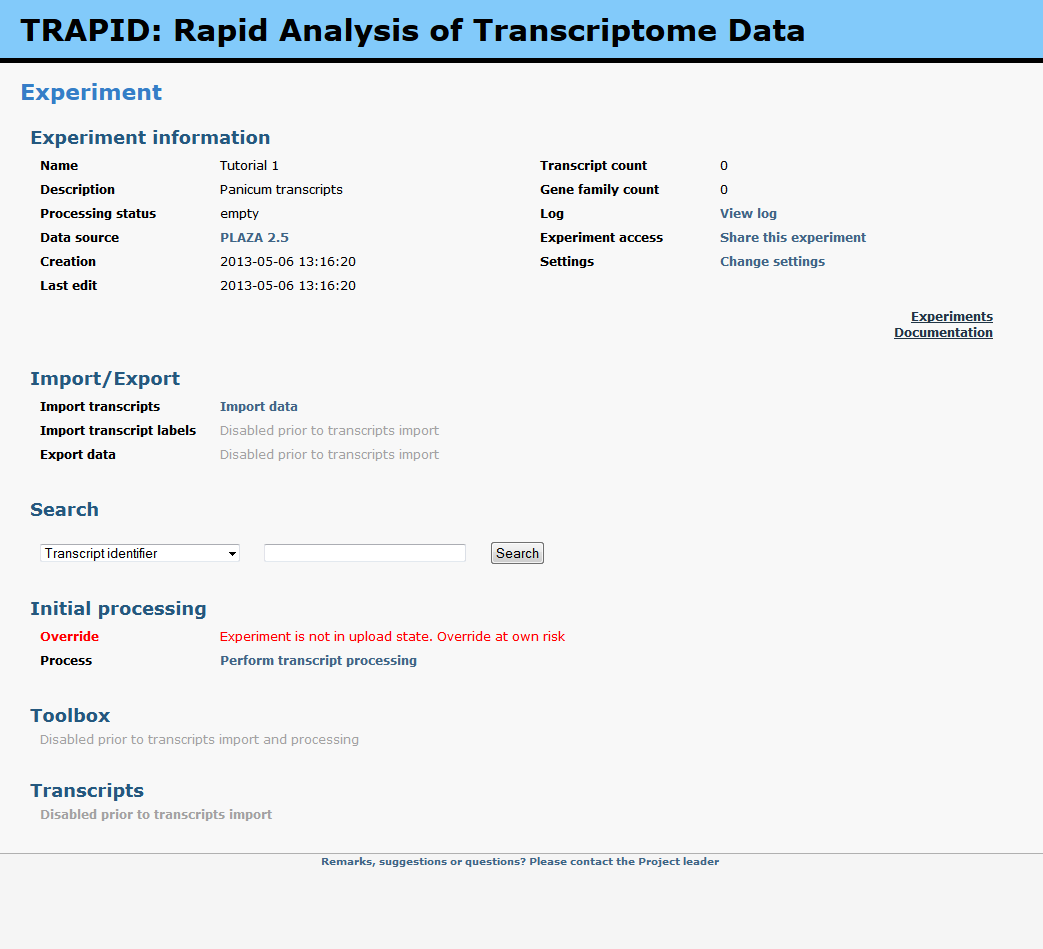 TRAPID: Rapid Analysis of Transcriptome Data
Experiment
Experiment information
Name Tutorial 1 Transcript count 0
Description Panicum transcripts Gene family count 0
Processing status empty Log View log
Data source PLAZA 2.5 Experiment access Share this experiment
Creation 2013-05-06 13:16:20 Settings Change settings
Last edit 2013-05-06 13:16:20
Experiments
Documentation
Import/Export
Import transcripts Import data
Import transcript labels Disabled prior to transcripts import
Export data Disabled prior to transcripts import
Search
Transcript identifier Search
Initial processing
Override Experiment is not in upload state. Override at own risk
Process Perform transcript processing
Toolbox
Disabled prior to transcripts import and processing
Transcripts
Disabled prior to transcripts import
Remarks, suggestions or questions? Please contact the Project leader